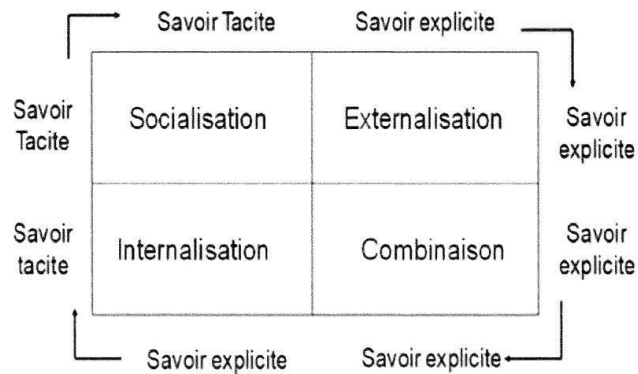 Savoir Tacite
Savoir explicite
Savoir
Tacite
Socialisation
Externalisation
Savoir
explicite
Savoir
tacite
Internalisation
Combinaison
Savoir
explicite
Savoir explicite
Savoir explicite